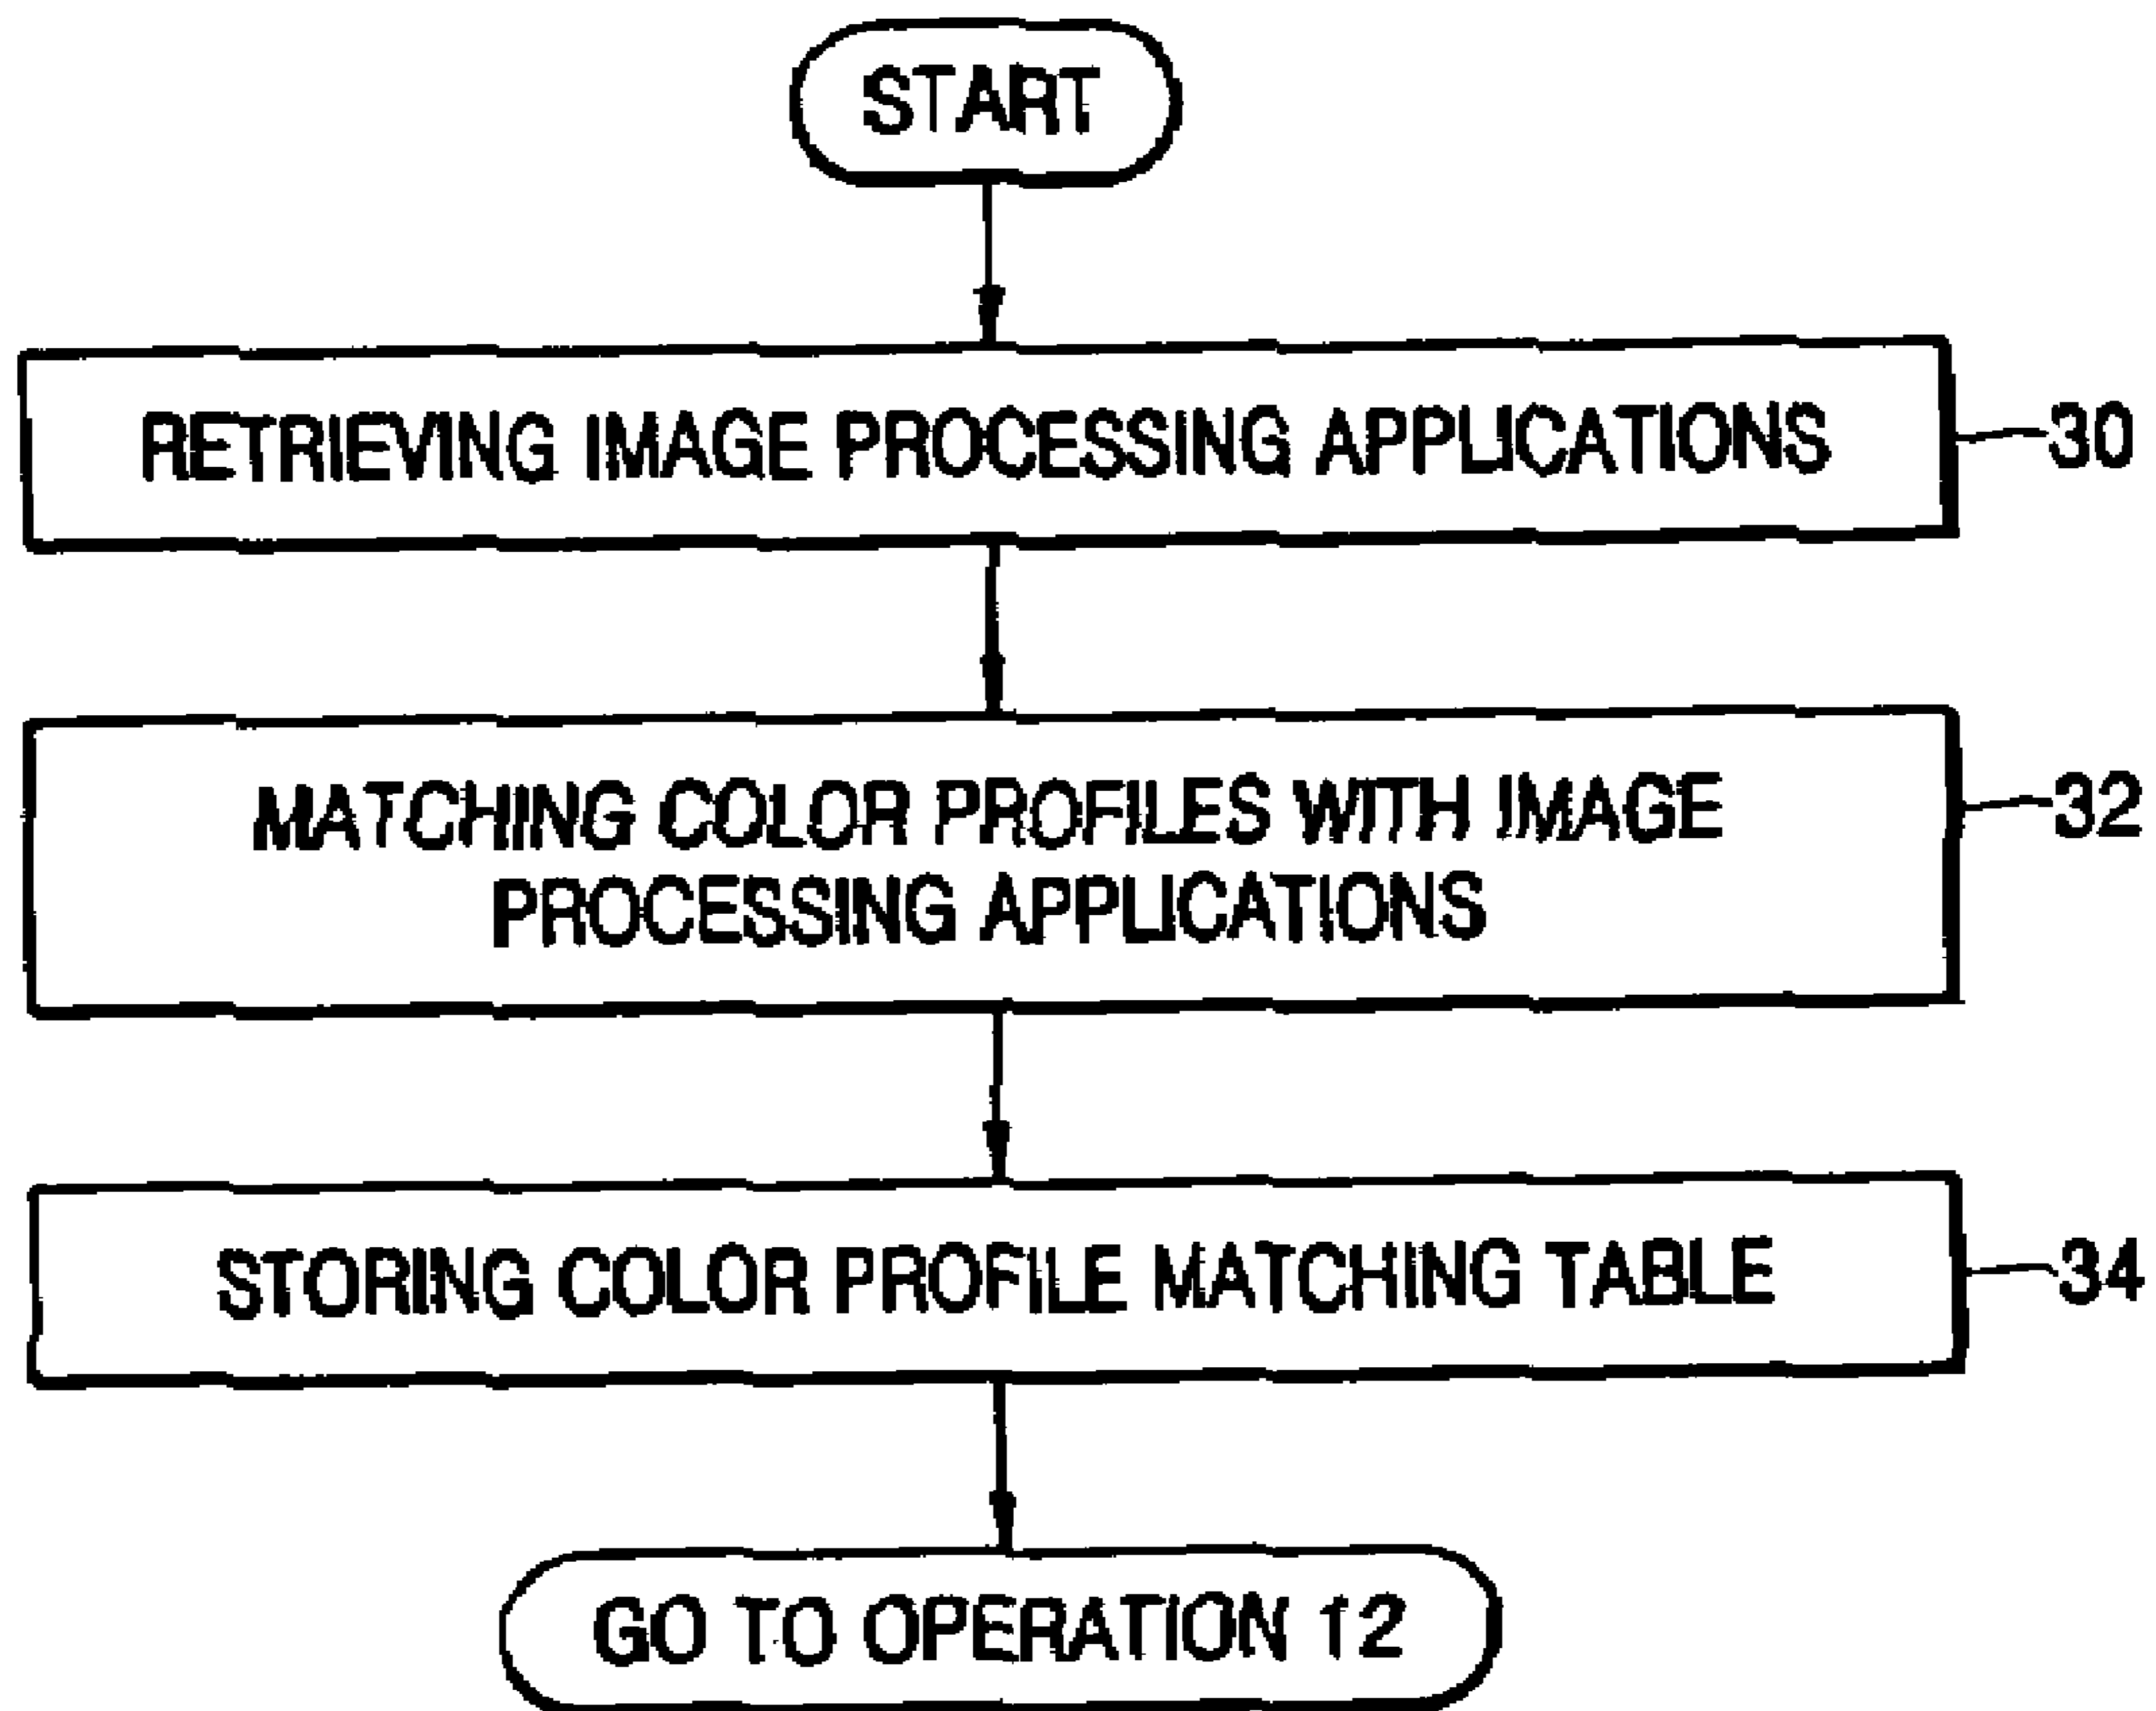 START
RETRIEVING IMAGE PROCESSING APPLICATIONS
30
MATCHING COLOR PROFILES WITH IMAGE
PROCESSING APPLICATIONS
32
STORING COLOR PROFILE MATCHING TABLE
34
GO TO OPERATION 12